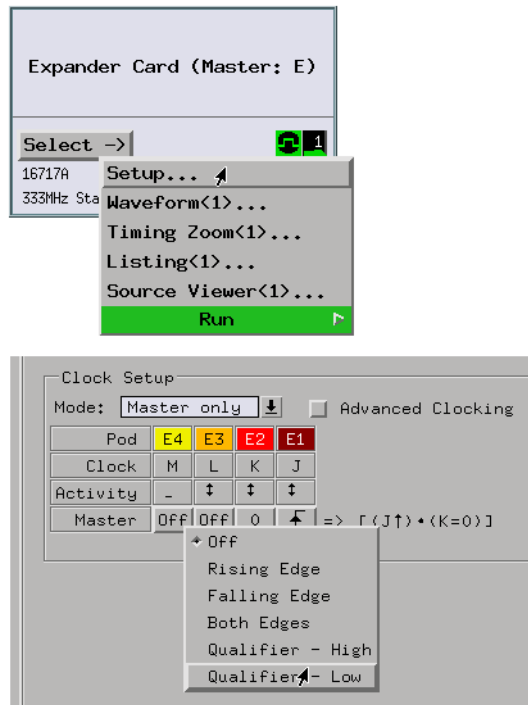 Expander Card (Master: E)
Select ->
1
16717A
Setup...
333MHz Sta
Waveform<1>...
Timing Zoom<1>...
Listing<1>...
Source Viewer<1>...
Run
Clock Setup
Mode: Master only Advanced Clocking
Pod E4 E3 E2 E1
Clock M L K J
Activity – ↕ ↕ ↕
Master Off Off 0 => [(J↑)•(K=0)]
Off
Rising Edge
Falling Edge
Both Edges
Qualifier - High
Qualifier - Low